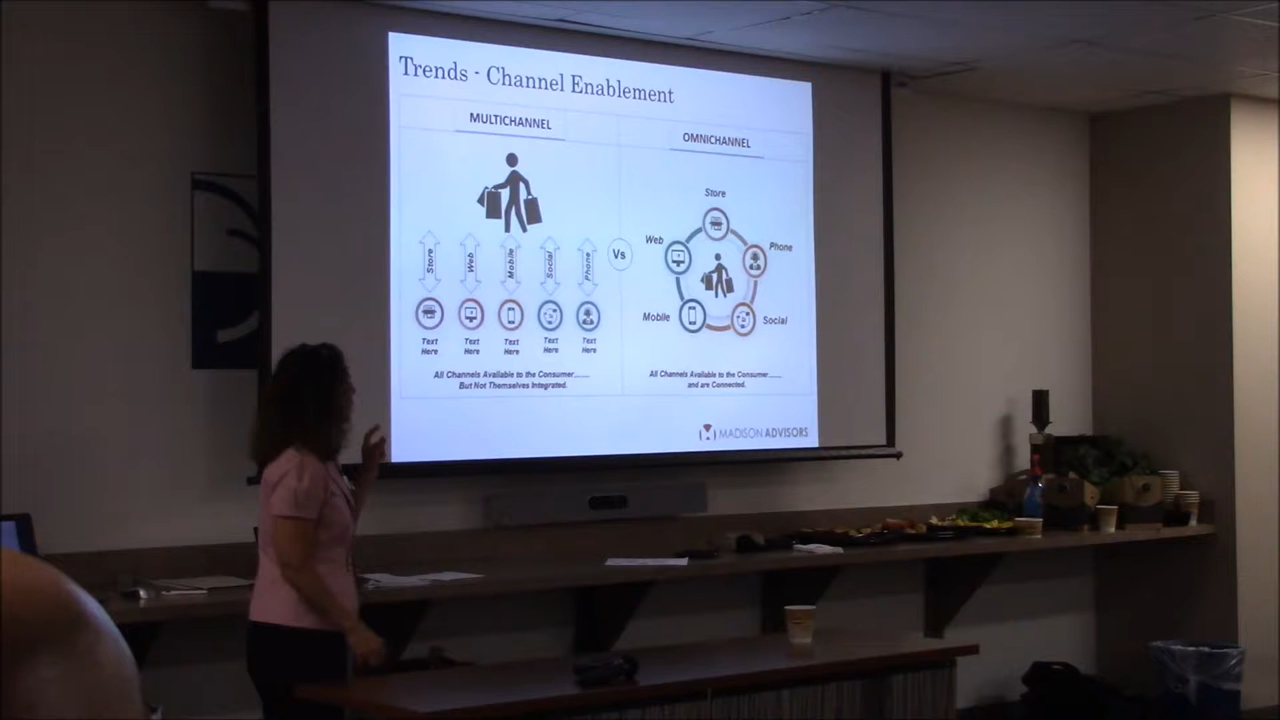 Trends - Channel Enablement
MULTICHANNEL
Store
Web
Mobile
Social
Phone
Text
Here
Text
Here
Text
Here
Text
Here
Text
Here
All Channels Available to the Consumer........
But Not Themselves Integrated.
Vs
OMNICHANNEL
Store
Web
Phone
Mobile
Social
All Channels Available to the Consumer........
and are Connected.
MADISON ADVISORS